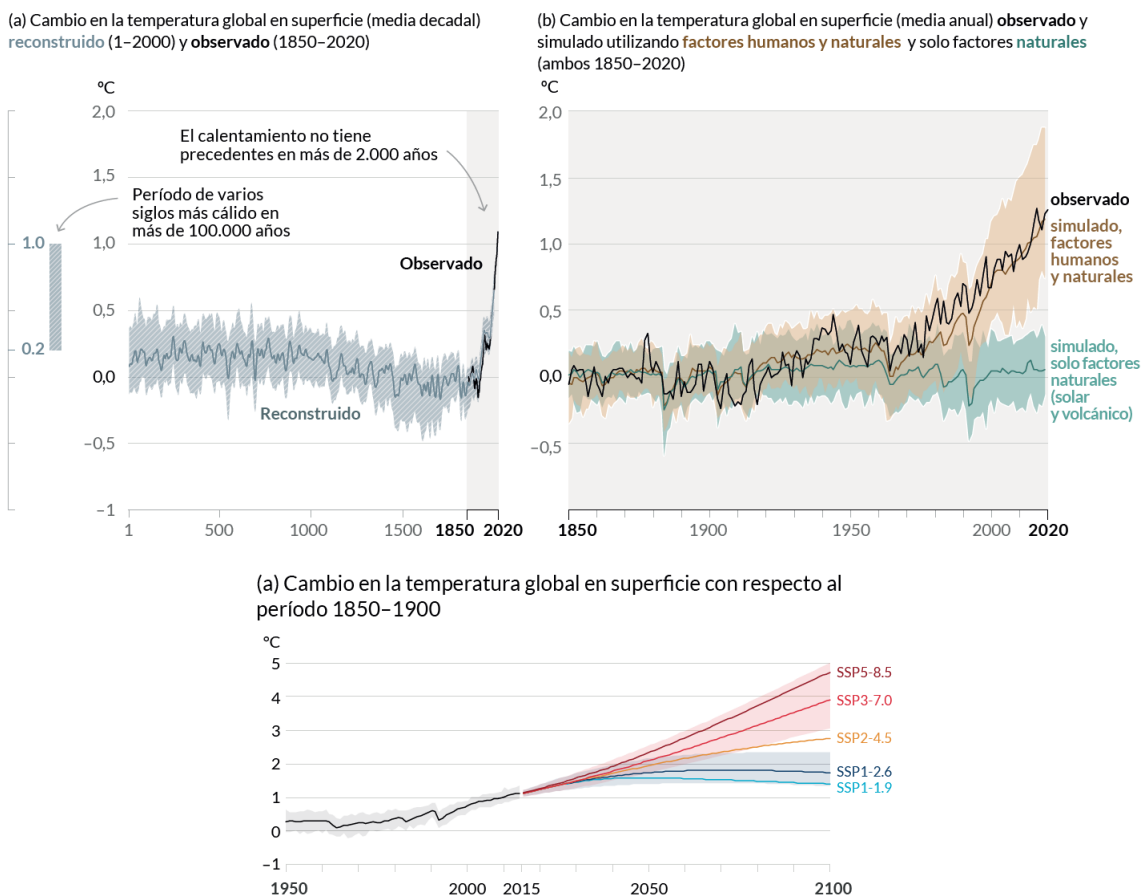 (a) Cambio en la temperatura global en superficie (media decadal)
reconstruido (1–2000) y observado (1850–2020)
°C
2,0
1,5
1,0
0,5
0,0
–0,5
–1
1.0
0.2
El calentamiento no tiene
precedentes en más de 2.000 años
Período de varios
siglos más cálido en
más de 100.000 años
Observado
Reconstruido
1 500 1000 1500 1850 2020
(b) Cambio en la temperatura global en superficie (media anual) observado y
simulado utilizando factores humanos y naturales y solo factores naturales
(ambos 1850–2020)
°C
2,0
1,5
1,0
0,5
0,0
–0,5
observado
simulado,
factores
humanos
y naturales
simulado,
solo factores
naturales
(solar
y volcánico)
1850 1900 1950 2000 2020
(a) Cambio en la temperatura global en superficie con respecto al
período 1850–1900
°C
5
4
3
2
1
0
–1
SSP5-8.5
SSP3-7.0
SSP2-4.5
SSP1-2.6
SSP1-1.9
1950 2000 2015 2050 2100